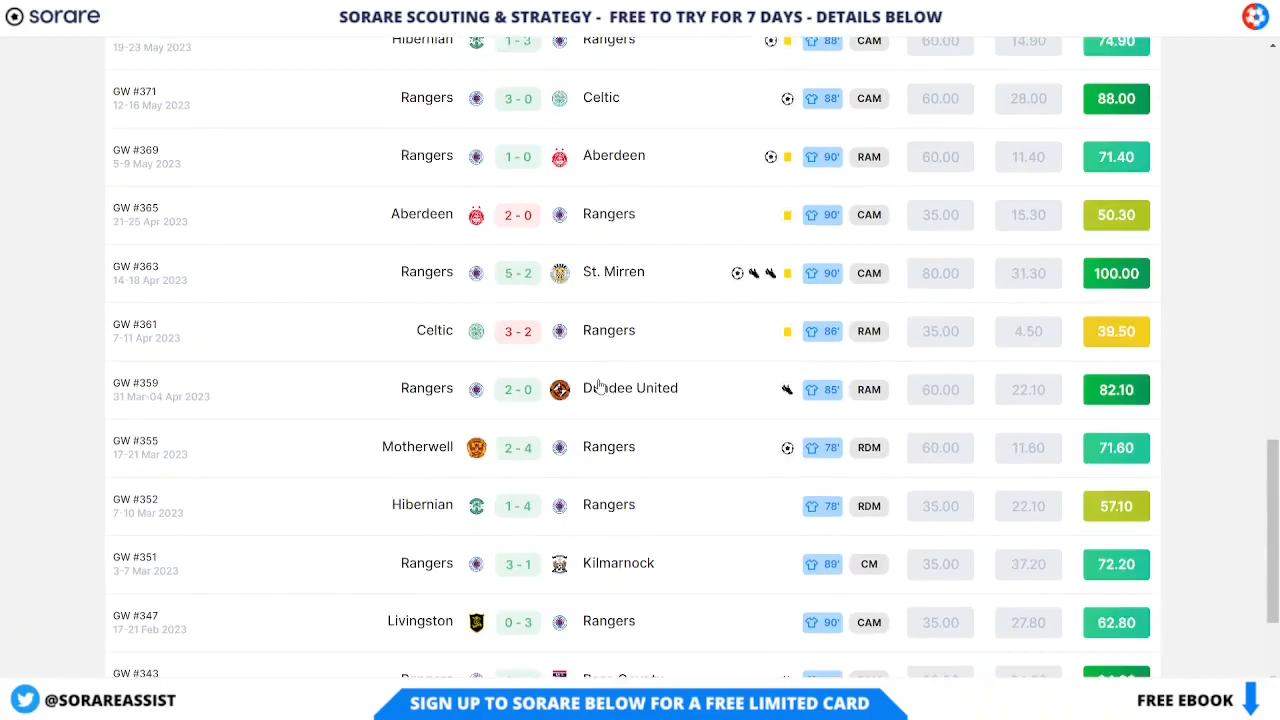 sorare
SORARE SCOUTING & STRATEGY - FREE TO TRY FOR 7 DAYS - DETAILS BELOW
19-23 May 2023 Hibernian 1 - 3 Rangers 88' CAM 60.00 14.90 74.90
GW #371
12-16 May 2023
Rangers 3 - 0 Celtic 88' CAM 60.00 28.00 88.00
GW #369
5-9 May 2023
Rangers 1 - 0 Aberdeen 90' RAM 60.00 11.40 71.40
GW #365
21-25 Apr 2023
Aberdeen 2 - 0 Rangers 90' CAM 35.00 15.30 50.30
GW #363
14-18 Apr 2023
Rangers 5 - 2 St. Mirren 90' CAM 80.00 31.30 100.00
GW #361
7-11 Apr 2023
Celtic 3 - 2 Rangers 86' RAM 35.00 4.50 39.50
GW #359
31 Mar-04 Apr 2023
Rangers 2 - 0 Dundee United 85' RAM 60.00 22.10 82.10
GW #355
17-21 Mar 2023
Motherwell 2 - 4 Rangers 78' RDM 60.00 11.60 71.60
GW #352
7-10 Mar 2023
Hibernian 1 - 4 Rangers 78' RDM 35.00 22.10 57.10
GW #351
3-7 Mar 2023
Rangers 3 - 1 Kilmarnock 89' CM 35.00 37.20 72.20
GW #347
17-21 Feb 2023
Livingston 0 - 3 Rangers 90' CAM 35.00 27.80 62.80
GW #343
@SORAREASSIST
SIGN UP TO SORARE BELOW FOR A FREE LIMITED CARD
FREE EBOOK